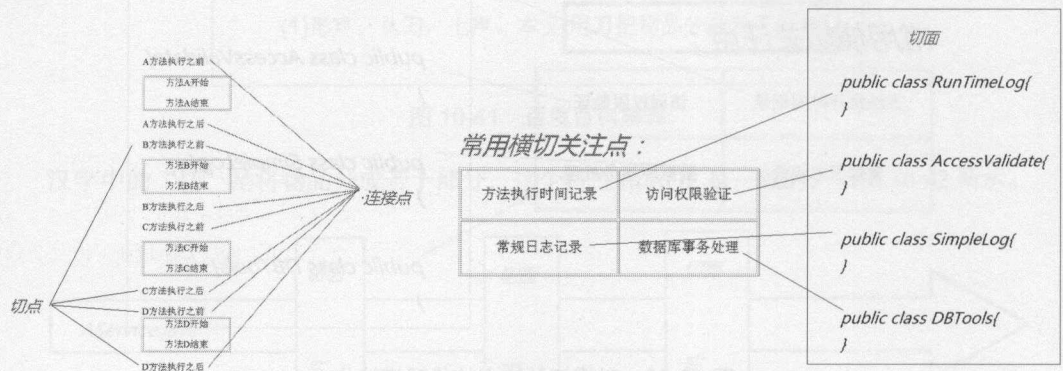 A方法执行之前
方法A开始
方法A结束
A方法执行之后
B方法执行之前
方法B开始
方法B结束
B方法执行之后
C方法执行之前
方法C开始
方法C结束
C方法执行之后
D方法执行之前
方法D开始
方法D结束
D方法执行之后
切点
连接点
常用横切关注点：
方法执行时间记录 访问权限验证
常规日志记录 数据库事务处理
切面
public class RunTimeLog{
}
public class AccessValidate{
}
public class SimpleLog{
}
public class DBTools{
}